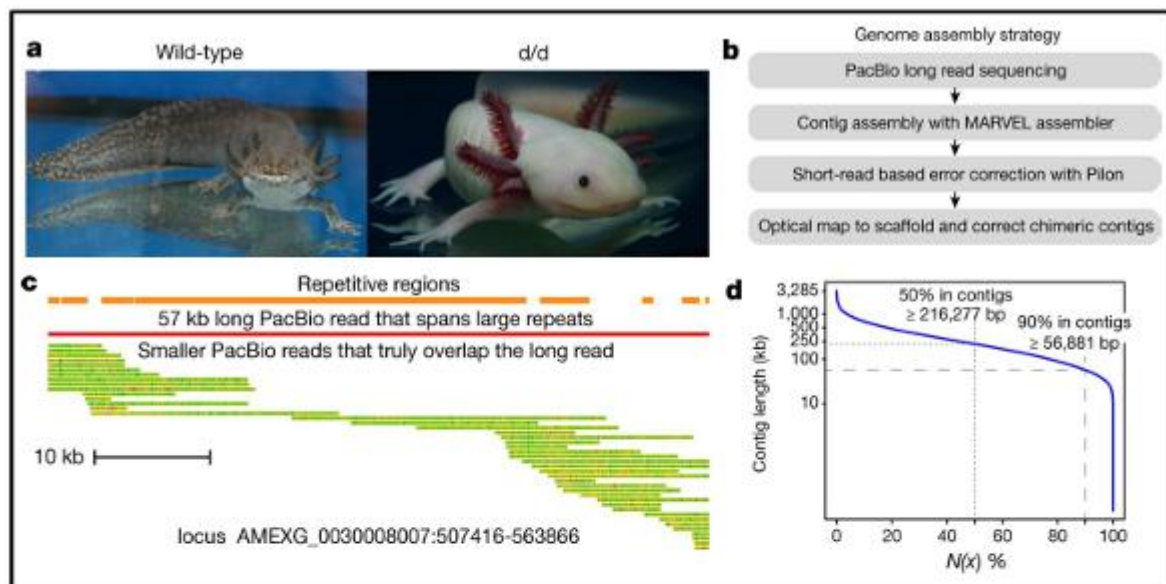 a
Wild-type
d/d
b
Genome assembly strategy
PacBio long read sequencing
Contig assembly with MARVEL assembler
Short-read based error correction with Pilon
Optical map to scaffold and correct chimeric contigs
c
Repetitive regions
57 kb long PacBio read that spans large repeats
Smaller PacBio reads that truly overlap the long read
10 kb
locus AMEXG_0030008007:507416-563866
d
Contig length (kb)
3,285
1,000
500
250
100
10
50% in contigs
≥ 216,277 bp
90% in contigs
≥ 56,881 bp
0 20 40 60 80 100
N(x) %